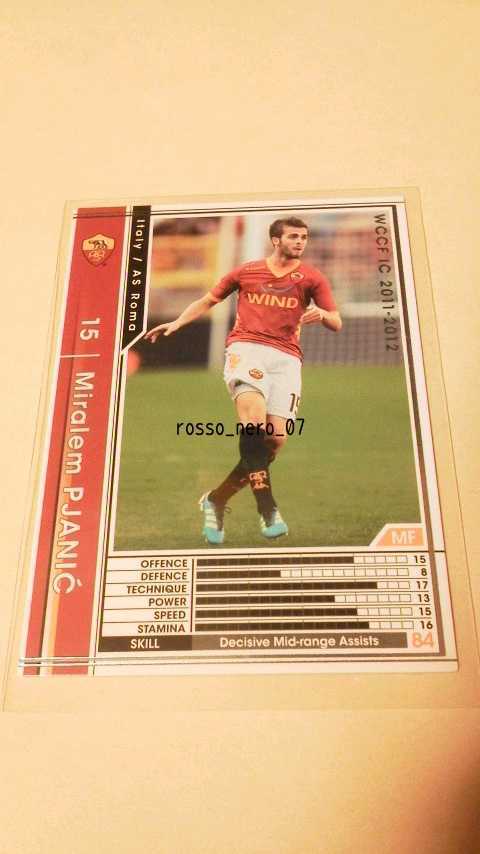 Italy / AS Roma
WCCF IC 2011-2012
15 Miralem PJANIĆ
WIND
15
rosso_nero_07
MF
OFFENCE 15
DEFENCE 8
TECHNIQUE 17
POWER 13
SPEED 15
STAMINA 16
SKILL Decisive Mid-range Assists 84